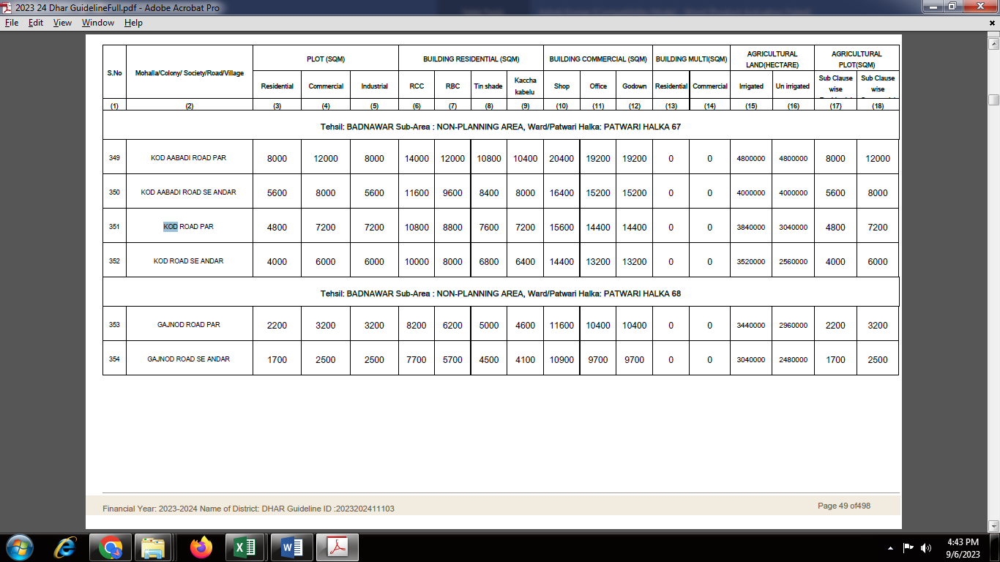 2023 24 Dhar GuidelineFull.pdf - Adobe Acrobat Pro
File Edit View Window Help
S.No Mohalla/Colony/ Society/Road/Village PLOT (SQM) BUILDING RESIDENTIAL (SQM) BUILDING COMMERCIAL (SQM) BUILDING MULTI(SQM) AGRICULTURAL LAND(HECTARE) AGRICULTURAL PLOT(SQM)
Residential Commercial Industrial RCC RBC Tin shade Kaccha kabelu Shop Office Godown Residential Commercial Irrigated Un irrigated Sub Clause wise Sub Clause wise
(1) (2) (3) (4) (5) (6) (7) (8) (9) (10) (11) (12) (13) (14) (15) (16) (17) (18)
Tehsil: BADNAWAR Sub-Area : NON-PLANNING AREA, Ward/Patwari Halka: PATWARI HALKA 67
349 KOD AABADI ROAD PAR 8000 12000 8000 14000 12000 10800 10400 20400 19200 19200 0 0 4800000 4800000 8000 12000
350 KOD AABADI ROAD SE ANDAR 5600 8000 5600 11600 9600 8400 8000 16400 15200 15200 0 0 4000000 4000000 5600 8000
351 KOD ROAD PAR 4800 7200 7200 10800 8800 7600 7200 15600 14400 14400 0 0 3840000 3040000 4800 7200
352 KOD ROAD SE ANDAR 4000 6000 6000 10000 8000 6800 6400 14400 13200 13200 0 0 3520000 2560000 4000 6000
Tehsil: BADNAWAR Sub-Area : NON-PLANNING AREA, Ward/Patwari Halka: PATWARI HALKA 68
353 GAJNOD ROAD PAR 2200 3200 3200 8200 6200 5000 4600 11600 10400 10400 0 0 3440000 2960000 2200 3200
354 GAJNOD ROAD SE ANDAR 1700 2500 2500 7700 5700 4500 4100 10900 9700 9700 0 0 3040000 2480000 1700 2500
Financial Year: 2023-2024 Name of District: DHAR Guideline ID :2023202411103 Page 49 of498
4:43 PM
9/6/2023